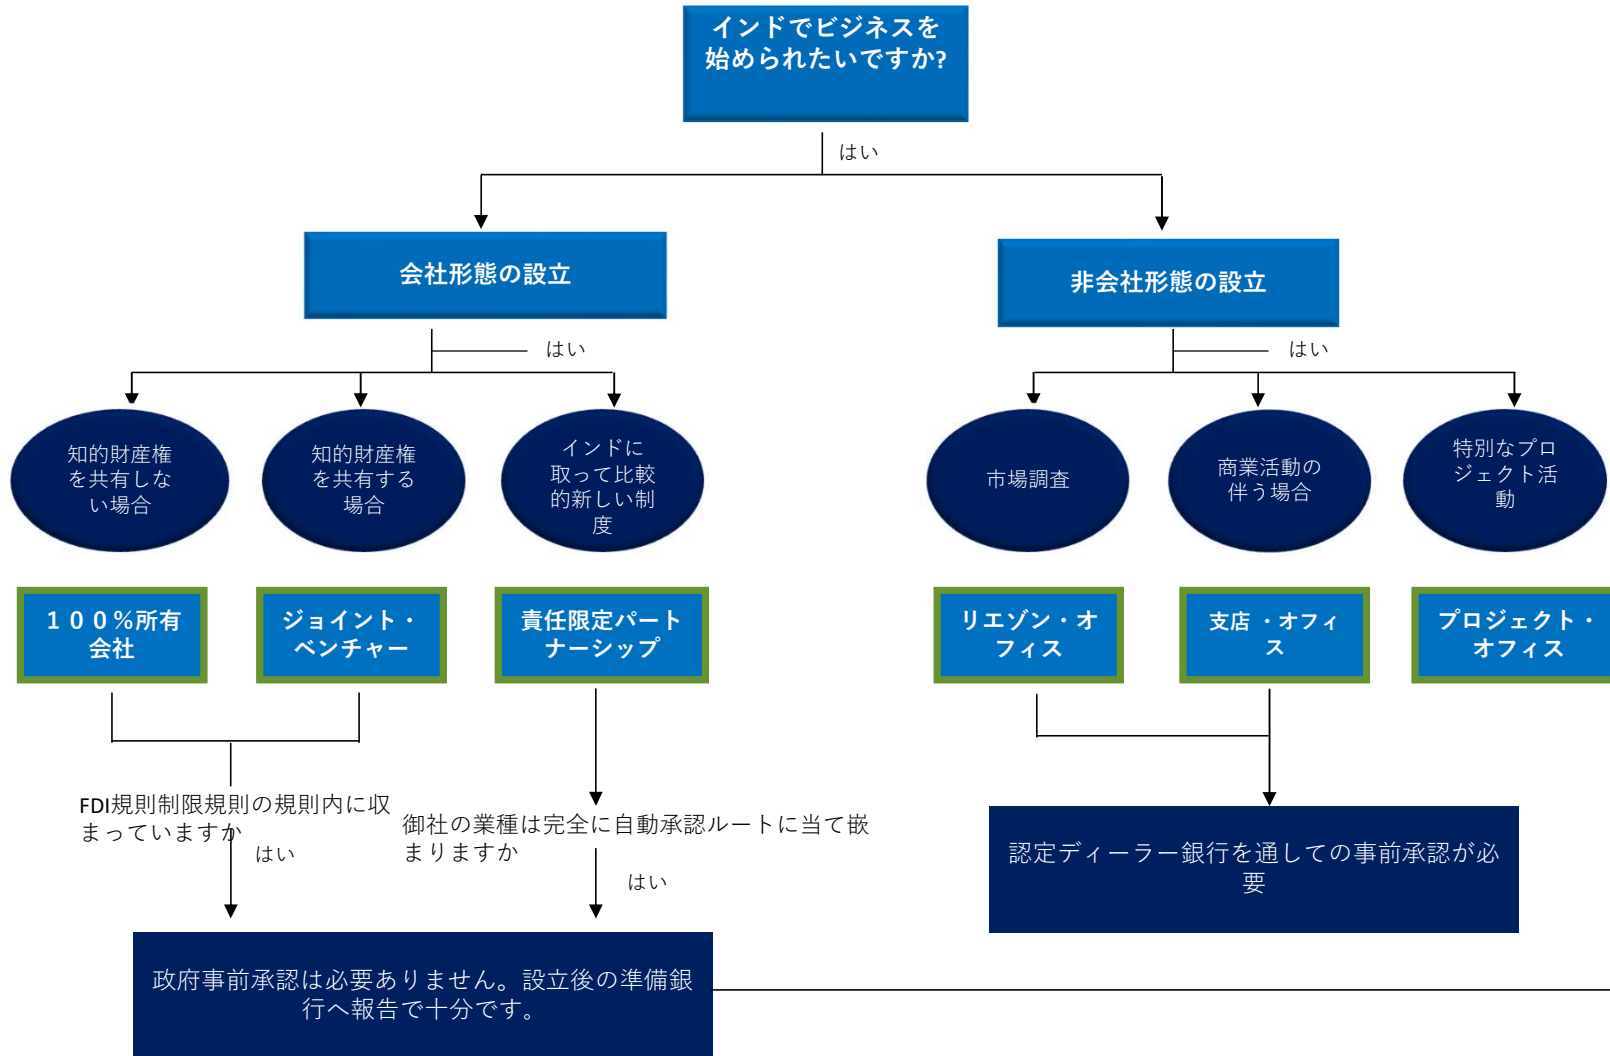 インドでビジネスを
始められたいですか?
はい
会社形態の設立
非会社形態の設立
はい
はい
知的財産権
を共有しな
い場合
知的財産権
を共有する
場合
インドに
取って比較
的新しい制
度
市場調査
商業活動の
伴う場合
特別なプロ
ジェクト活
動
１００%所有
会社
ジョイント・
ベンチャー
責任限定パート
ナーシップ
リエゾン・オ
フィス
支店 ・オフィ
ス
プロジェクト・
オフィス
FDI規則制限規則の規則内に収
まっていますか
はい
御社の業種は完全に自動承認ルートに当て嵌
まりますか
はい
認定ディーラー銀行を通しての事前承認が必
要
政府事前承認は必要ありません。設立後の準備銀
行へ報告で十分です。